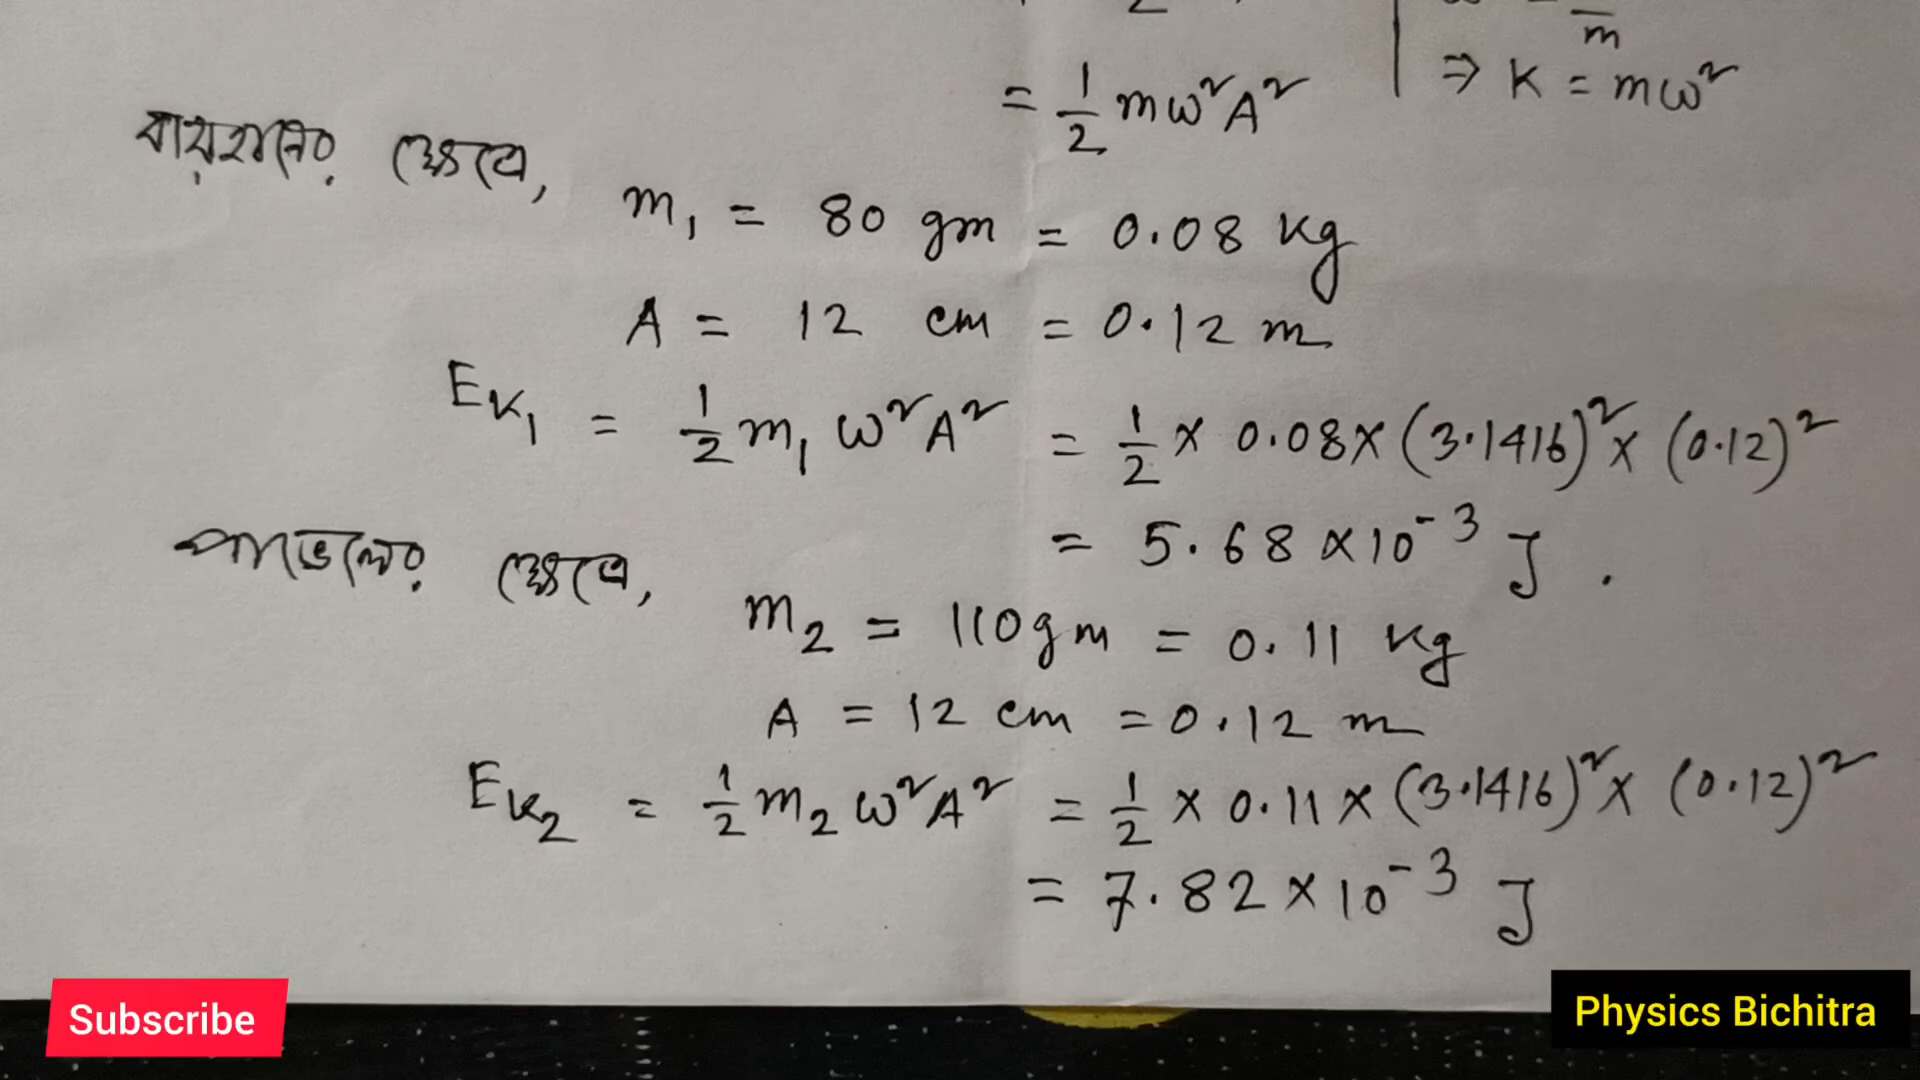 m
= 1/2 mω²A² | ⇒ K = mω²
বায়হানের ক্ষেত্রে,
m₁ = 80 gm = 0.08 kg
A = 12 cm = 0.12 m
E_K₁ = 1/2 m₁ ω²A² = 1/2 × 0.08 × (3.1416)² × (0.12)²
= 5.68 × 10⁻³ J.
পাভেলের ক্ষেত্রে,
m₂ = 110 gm = 0.11 kg
A = 12 cm = 0.12 m
E_K₂ = 1/2 m₂ ω²A² = 1/2 × 0.11 × (3.1416)² × (0.12)²
= 7.82 × 10⁻³ J
Subscribe
Physics Bichitra